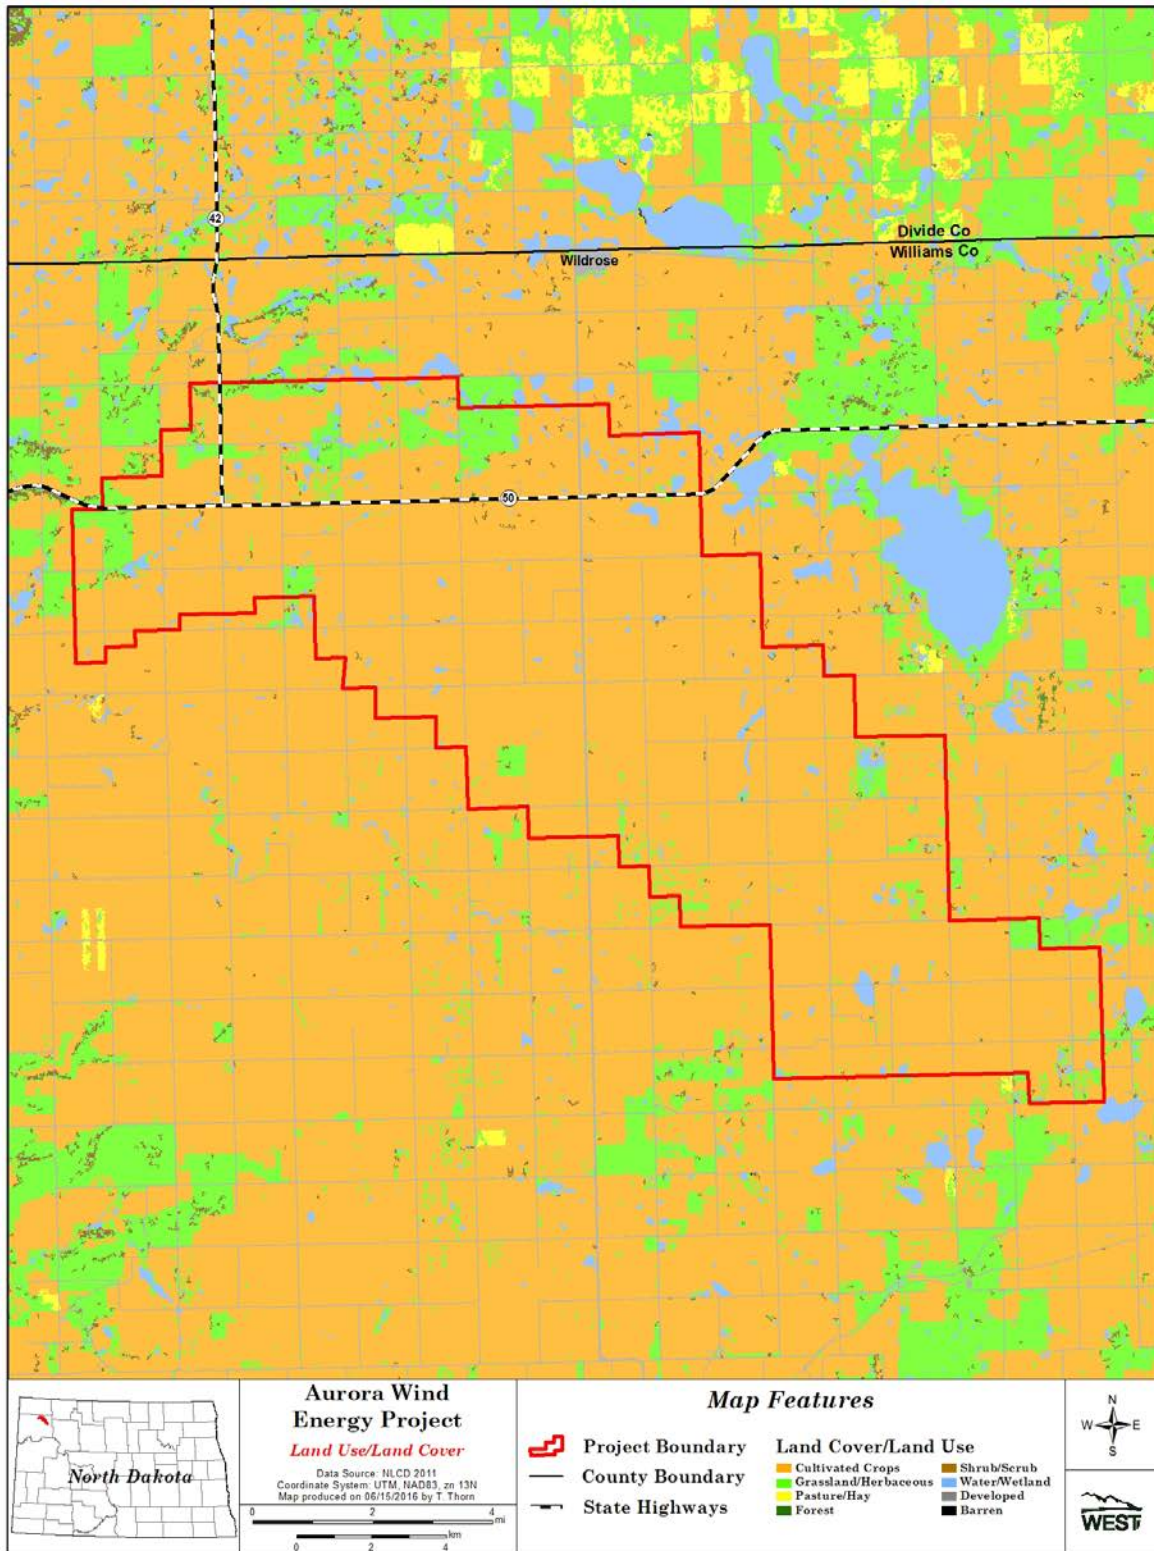 42
Divide Co
Williams Co
Wildrose
50
North Dakota
Aurora Wind
Energy Project
Land Use/Land Cover
Data Source: NLCD 2011
Coordinate System: UTM, NAD83, zn 13N
Map produced on 06/15/2016 by T. Thorn
0 2 4
mi
km
0 2 4
Map Features
Project Boundary
County Boundary
State Highways
Land Cover/Land Use
Cultivated Crops
Grassland/Herbaceous
Pasture/Hay
Forest
Shrub/Scrub
Water/Wetland
Developed
Barren
N
W E
S
WEST